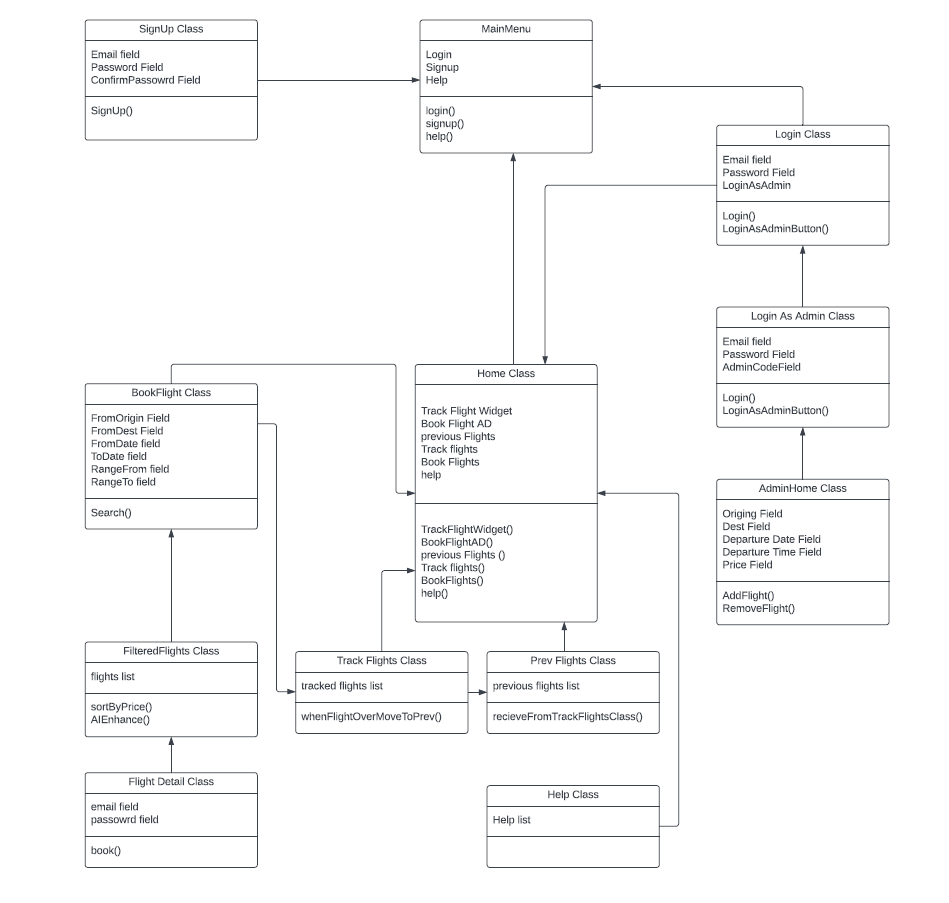 SignUp Class
Email field
Password Field
ConfirmPassowrd Field
SignUp()
MainMenu
Login
Signup
Help
login()
signup()
help()
Login Class
Email field
Password Field
LoginAsAdmin
Login()
LoginAsAdminButton()
Login As Admin Class
Email field
Password Field
AdminCodeField
Login()
LoginAsAdminButton()
Home Class
Track Flight Widget
Book Flight AD
previous Flights
Track flights
Book Flights
help
TrackFlightWidget()
BookFlightAD()
previous Flights ()
Track flights()
BookFlights()
help()
BookFlight Class
FromOrigin Field
FromDest Field
FromDate field
ToDate field
RangeFrom field
RangeTo field
Search()
AdminHome Class
Origing Field
Dest Field
Departure Date Field
Departure Time Field
Price Field
AddFlight()
RemoveFlight()
FilteredFlights Class
flights list
sortByPrice()
AIEnhance()
Track Flights Class
tracked flights list
whenFlightOverMoveToPrev()
Prev Flights Class
previous flights list
recieveFromTrackFlightsClass()
Flight Detail Class
email field
passowrd field
book()
Help Class
Help list